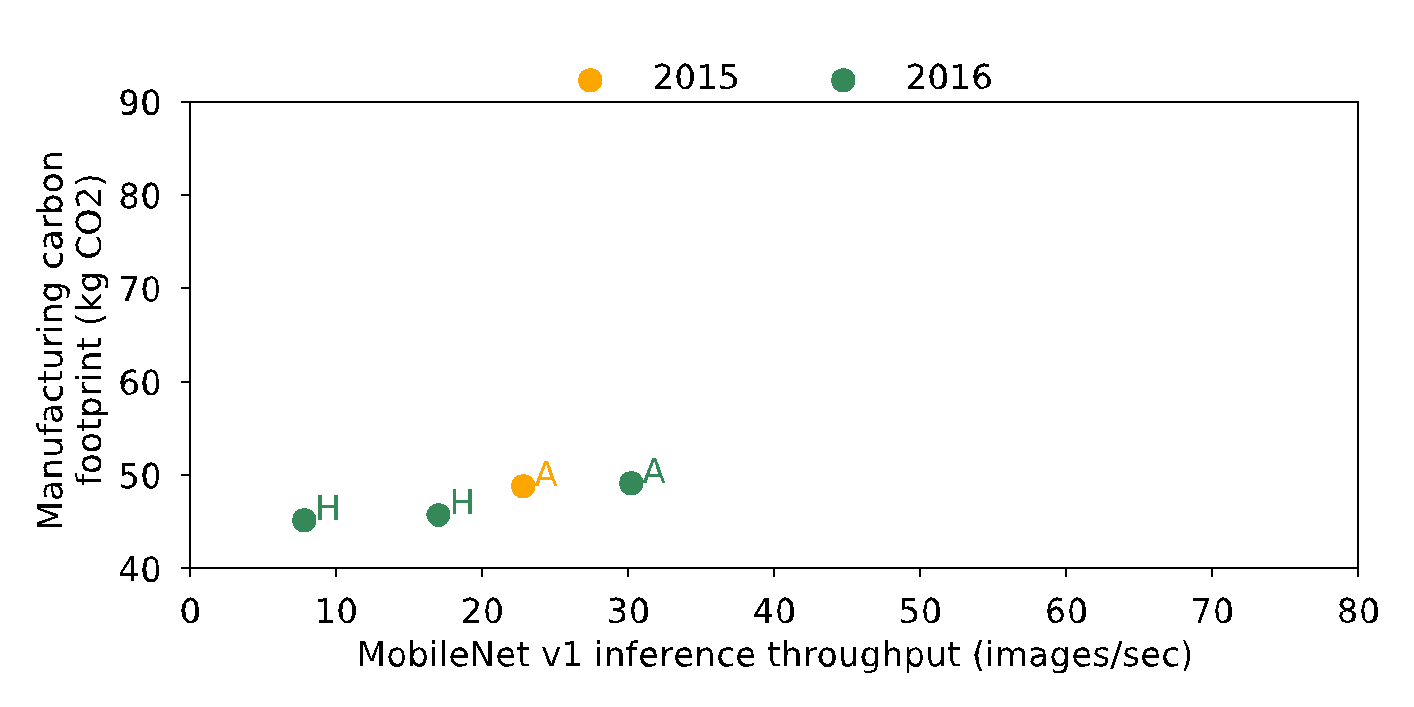 2015 2016
Manufacturing carbon
footprint (kg CO2)
90
80
70
60
50
40
H H A A
0 10 20 30 40 50 60 70 80
MobileNet v1 inference throughput (images/sec)